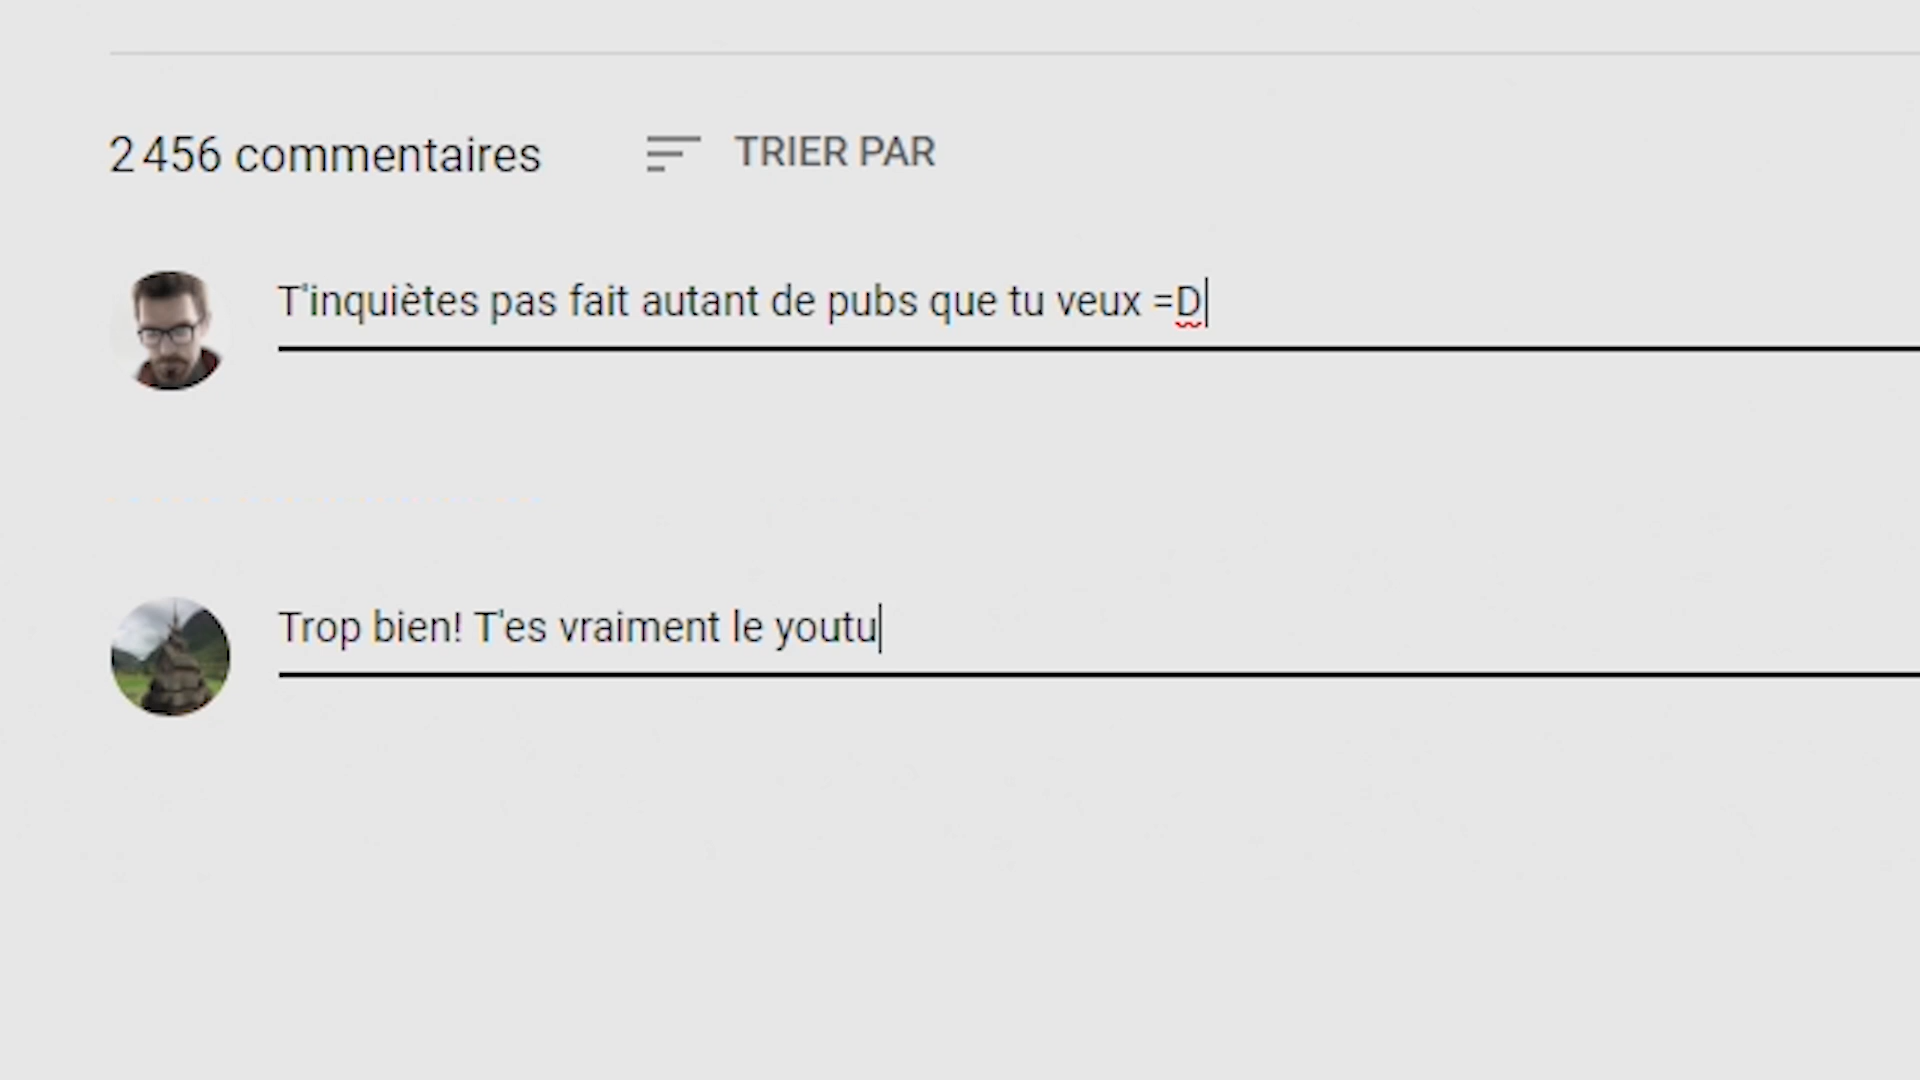 2 456 commentaires TRIER PAR
T'inquiètes pas fait autant de pubs que tu veux =D
Trop bien! T'es vraiment le youtu